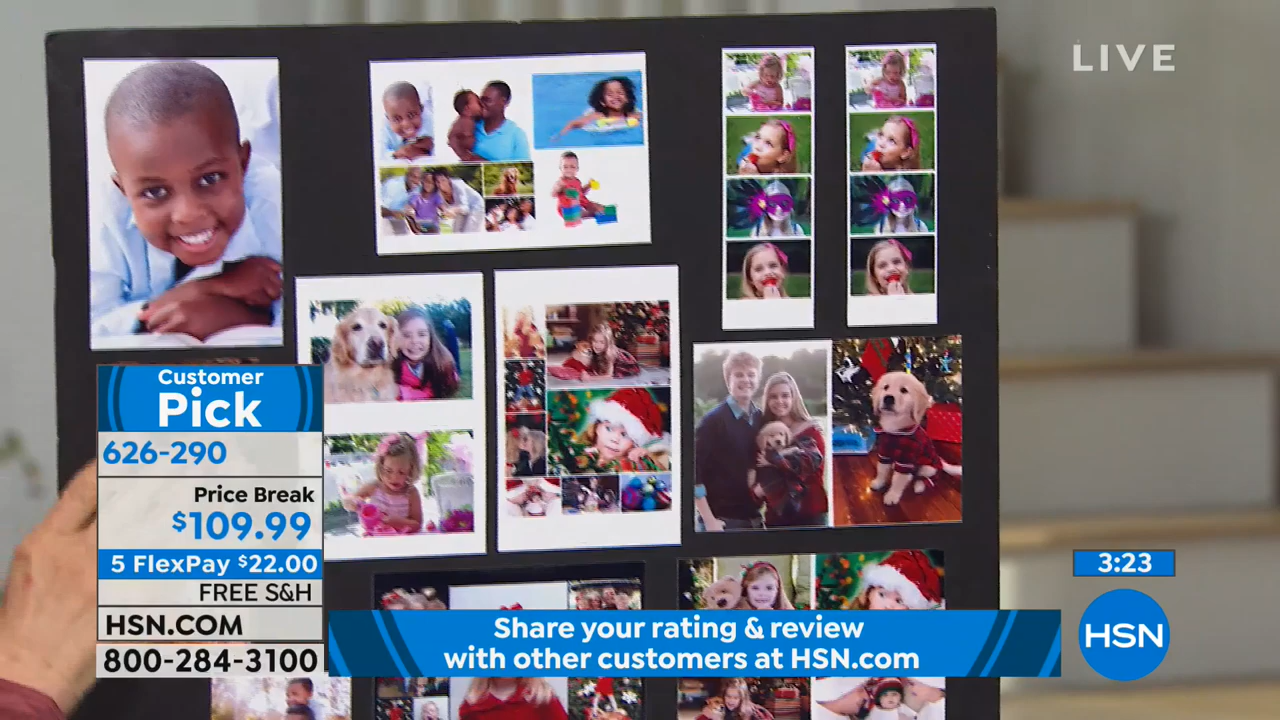 LIVE
Customer
Pick
626-290
Price Break
$109.99
5 FlexPay $22.00
FREE S&H
HSN.COM
800-284-3100
Share your rating & review
with other customers at HSN.com
3:23
HSN